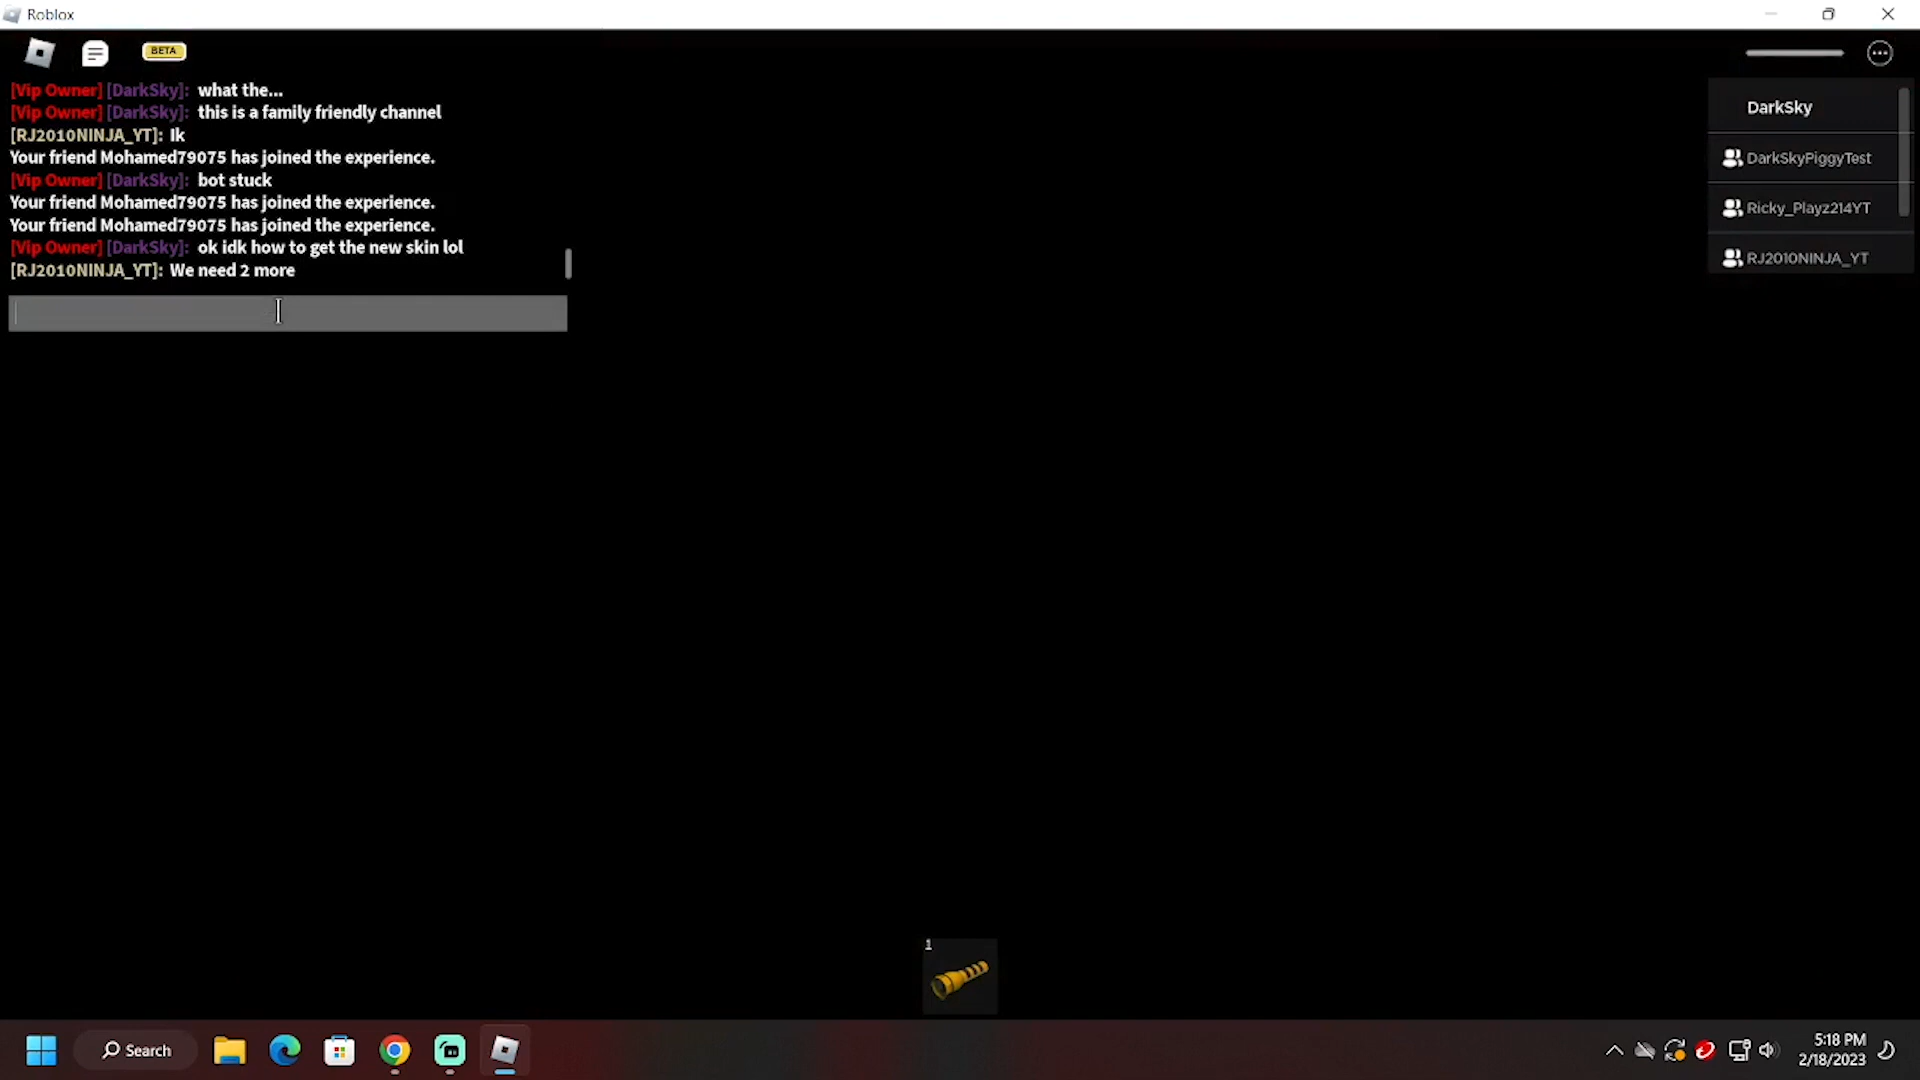 Roblox
BETA
[Vip Owner] [DarkSky]: what the...
[Vip Owner] [DarkSky]: this is a family friendly channel
[RJ2010NINJA_YT]: Ik
Your friend Mohamed79075 has joined the experience.
[Vip Owner] [DarkSky]: bot stuck
Your friend Mohamed79075 has joined the experience.
Your friend Mohamed79075 has joined the experience.
[Vip Owner] [DarkSky]: ok idk how to get the new skin lol
[RJ2010NINJA_YT]: We need 2 more
DarkSky
DarkSkyPiggyTest
Ricky_Playz214YT
RJ2010NINJA_YT
1
Search
5:18 PM
2/18/2023